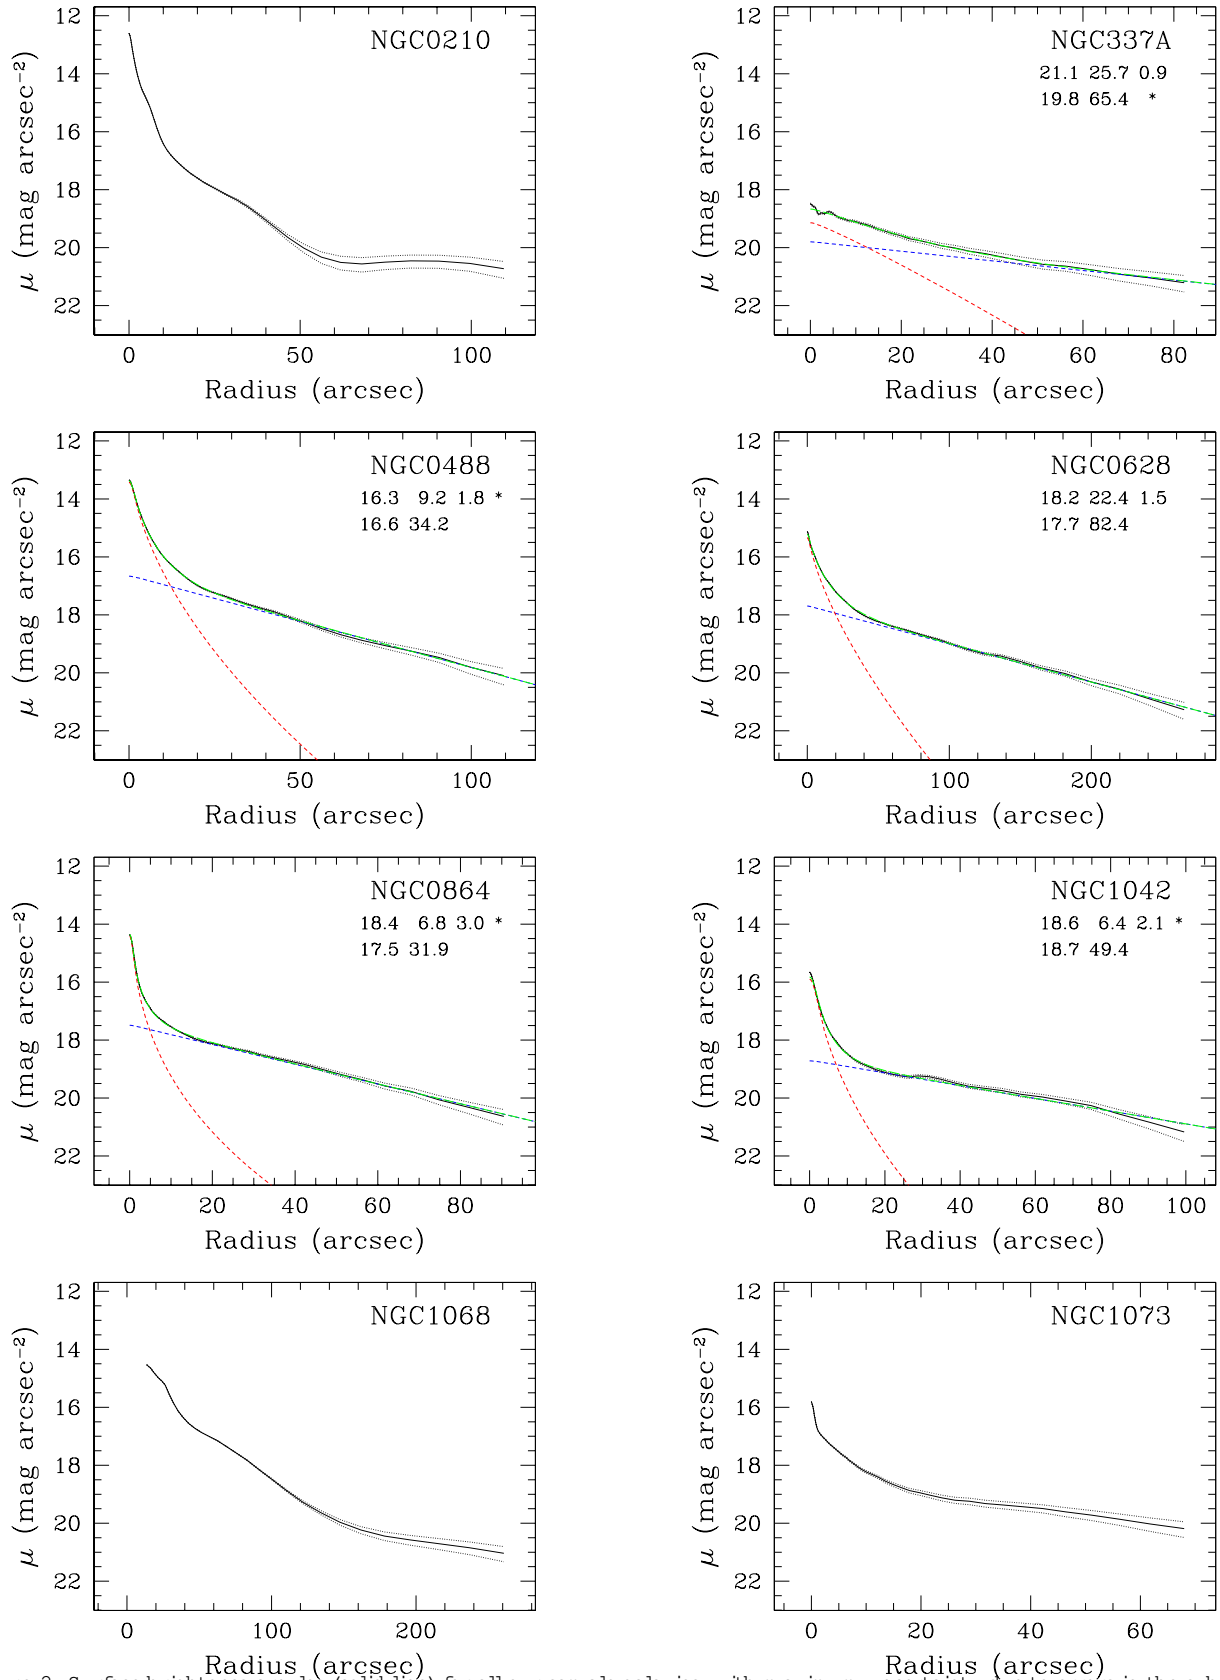 NGC0210
12
14
16
18
20
22
μ (mag arcsec−2)
0 50 100
Radius (arcsec)
NGC337A
21.1 25.7 0.9
19.8 65.4 *
12
14
16
18
20
22
μ (mag arcsec−2)
0 20 40 60 80
Radius (arcsec)
NGC0488
16.3 9.2 1.8 *
16.6 34.2
12
14
16
18
20
22
μ (mag arcsec−2)
0 50 100
Radius (arcsec)
NGC0628
18.2 22.4 1.5
17.7 82.4
12
14
16
18
20
22
μ (mag arcsec−2)
0 100 200
Radius (arcsec)
NGC0864
18.4 6.8 3.0 *
17.5 31.9
12
14
16
18
20
22
μ (mag arcsec−2)
0 20 40 60 80
Radius (arcsec)
NGC1042
18.6 6.4 2.1 *
18.7 49.4
12
14
16
18
20
22
μ (mag arcsec−2)
0 20 40 60 80 100
Radius (arcsec)
NGC1068
12
14
16
18
20
22
μ (mag arcsec−2)
0 100 200
Radius (arcsec)
NGC1073
12
14
16
18
20
22
μ (mag arcsec−2)
0 20 40 60
Radius (arcsec)